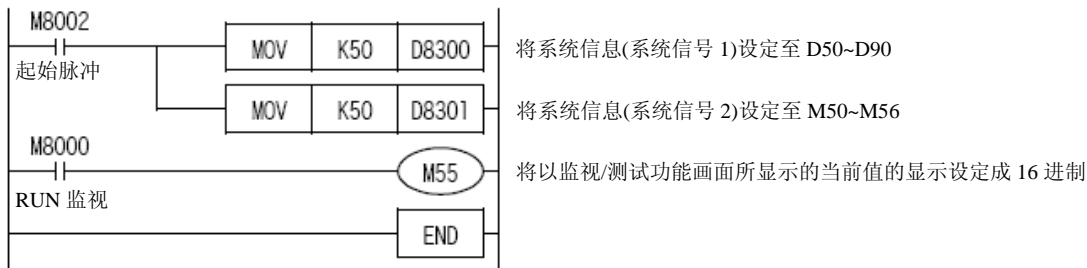 M8002
MOV K50 D8300 将系统信息(系统信号 1)设定至 D50~D90
起始脉冲
MOV K50 D8301 将系统信息(系统信号 2)设定至 M50~M56
M8000
M55 将以监视/测试功能画面所显示的当前值的显示设定成 16 进制
RUN 监视
END